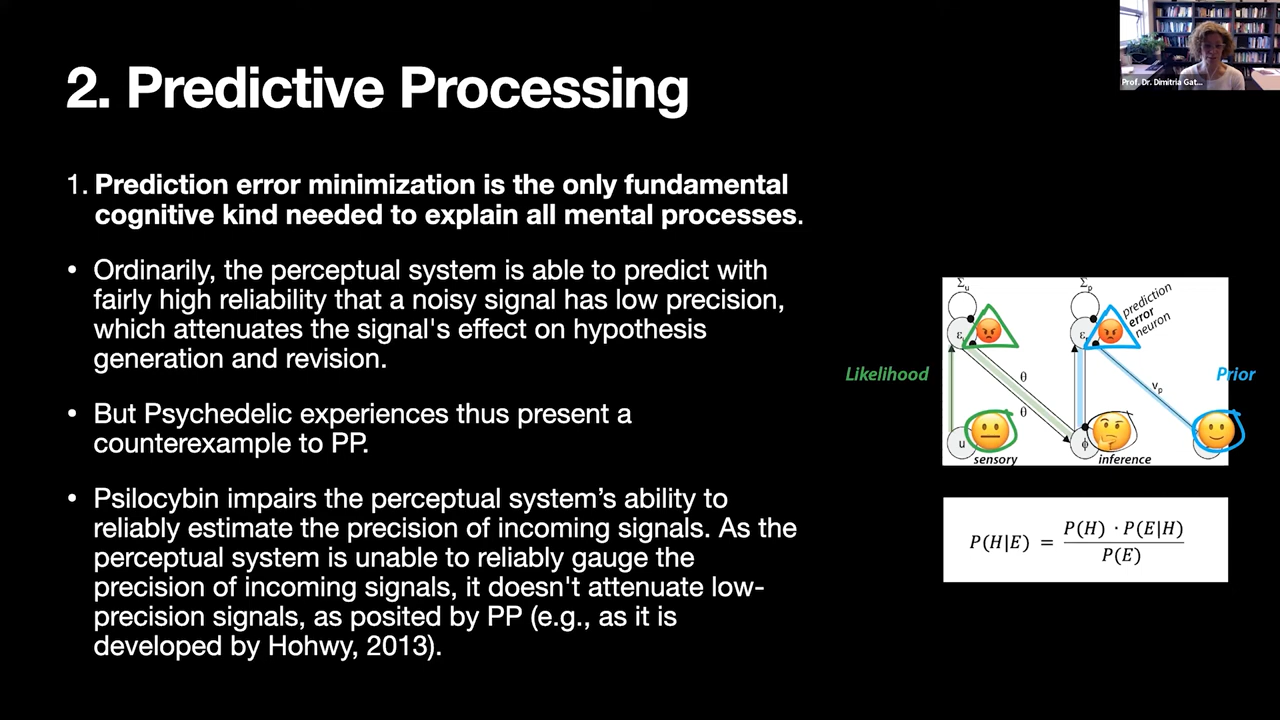 2. Predictive Processing
Prof. Dr. Dimitria Gat...
1. Prediction error minimization is the only fundamental
cognitive kind needed to explain all mental processes.
• Ordinarily, the perceptual system is able to predict with
fairly high reliability that a noisy signal has low precision,
which attenuates the signal's effect on hypothesis
generation and revision.
• But Psychedelic experiences thus present a
counterexample to PP.
• Psilocybin impairs the perceptual system’s ability to
reliably estimate the precision of incoming signals. As the
perceptual system is unable to reliably gauge the
precision of incoming signals, it doesn't attenuate low-
precision signals, as posited by PP (e.g., as it is
developed by Hohwy, 2013).
Σu
Σp
prediction
error
neuron
ε
ε
Likelihood
θ
θ
vp
Prior
u
ϕ
sensory
inference
P(H|E) = P(H) · P(E|H)
P(E)